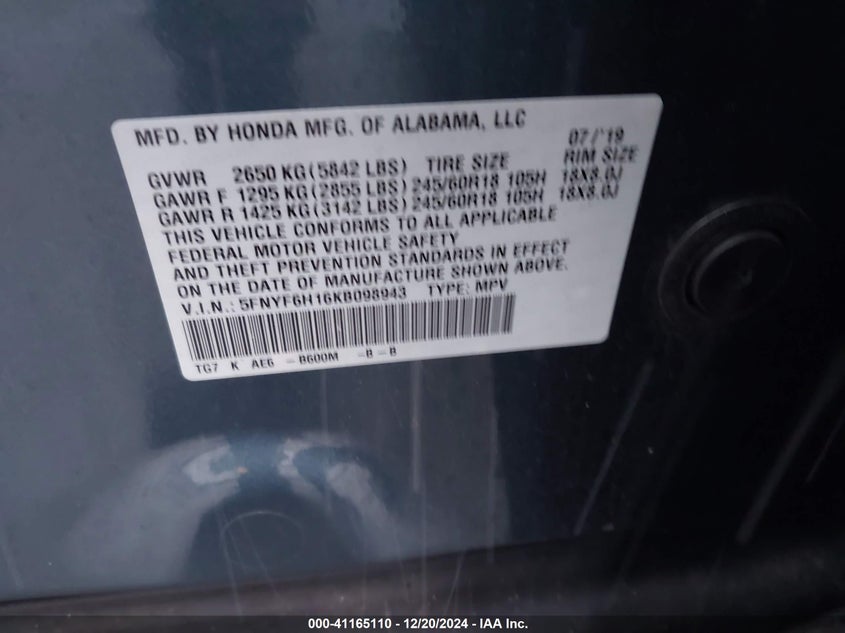 MFD. BY HONDA MFG. OF ALABAMA, LLC 07/'19
GVWR 2650 KG(5842 LBS) TIRE SIZE RIM SIZE
GAWR F 1295 KG(2855 LBS)245/60R18 105H 18X8.0J
GAWR R 1425 KG(3142 LBS)245/60R18 105H 18X8.0J
THIS VEHICLE CONFORMS TO ALL APPLICABLE
FEDERAL MOTOR VEHICLE SAFETY
AND THEFT PREVENTION STANDARDS IN EFFECT
ON THE DATE OF MANUFACTURE SHOWN ABOVE.
V.I.N.: 5FNYF6H16KB098943 TYPE: MPV
TG7 K AE6 -B600M -B-B
000-41165110 - 12/20/2024 - IAA Inc.